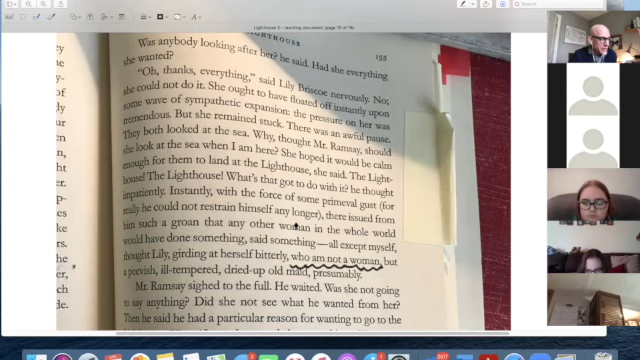 Lighthouse 3 - teaching document (page 10 of 18)
Search
HTHOUSE
155
Was anybody looking after her? he said. Had she everything
she wanted?
"Oh, thanks, everything," said Lily Briscoe nervously. No;
she could not do it. She ought to have floated off instantly upon
some wave of sympathetic expansion: the pressure on her was
tremendous. But she remained stuck. There was an awful pause.
They both looked at the sea. Why, thought Mr. Ramsay, should
she look at the sea when I am here? She hoped it would be calm
enough for them to land at the Lighthouse, she said. The Light-
house! The Lighthouse! What's that got to do with it? he thought
impatiently. Instantly, with the force of some primeval gust (for
really he could not restrain himself any longer), there issued from
him such a groan that any other woman in the whole world
would have done something, said something—all except myself,
thought Lily, girding at herself bitterly, who am not a woman, but
a peevish, ill-tempered, dried-up old maid, presumably.
Mr. Ramsay sighed to the full. He waited. Was she not going
to say anything? Did she not see what he wanted from her?
Then he said he had a particular reason for wanting to go to the